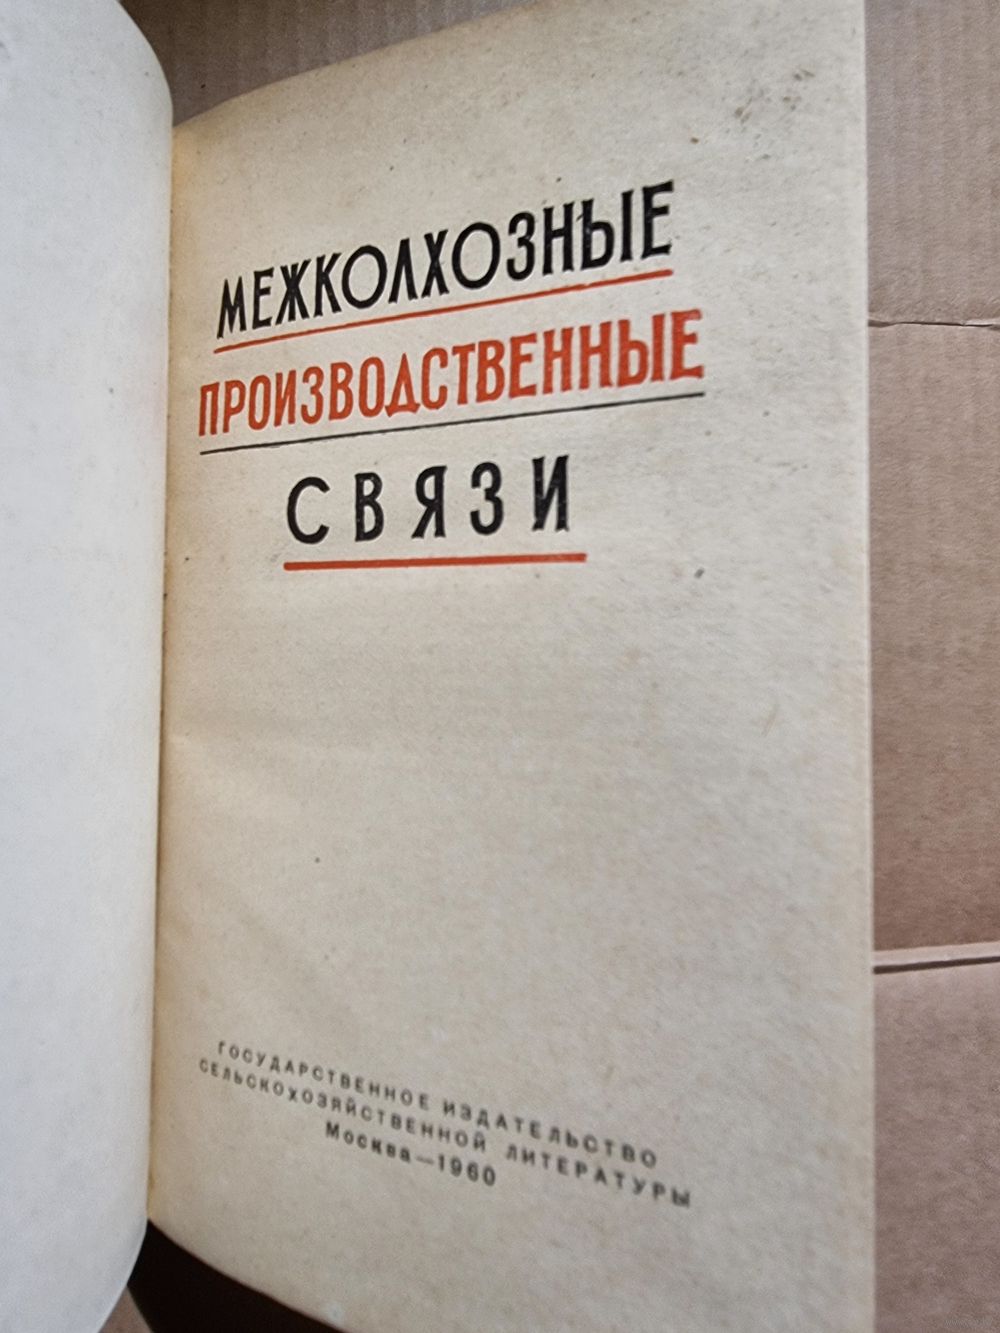 МЕЖКОЛХОЗНЫЕ
ПРОИЗВОДСТВЕННЫЕ
СВЯЗИ
ГОСУДАРСТВЕННОЕ ИЗДАТЕЛЬСТВО
СЕЛЬСКОХОЗЯЙСТВЕННОЙ ЛИТЕРАТУРЫ
Москва—1960